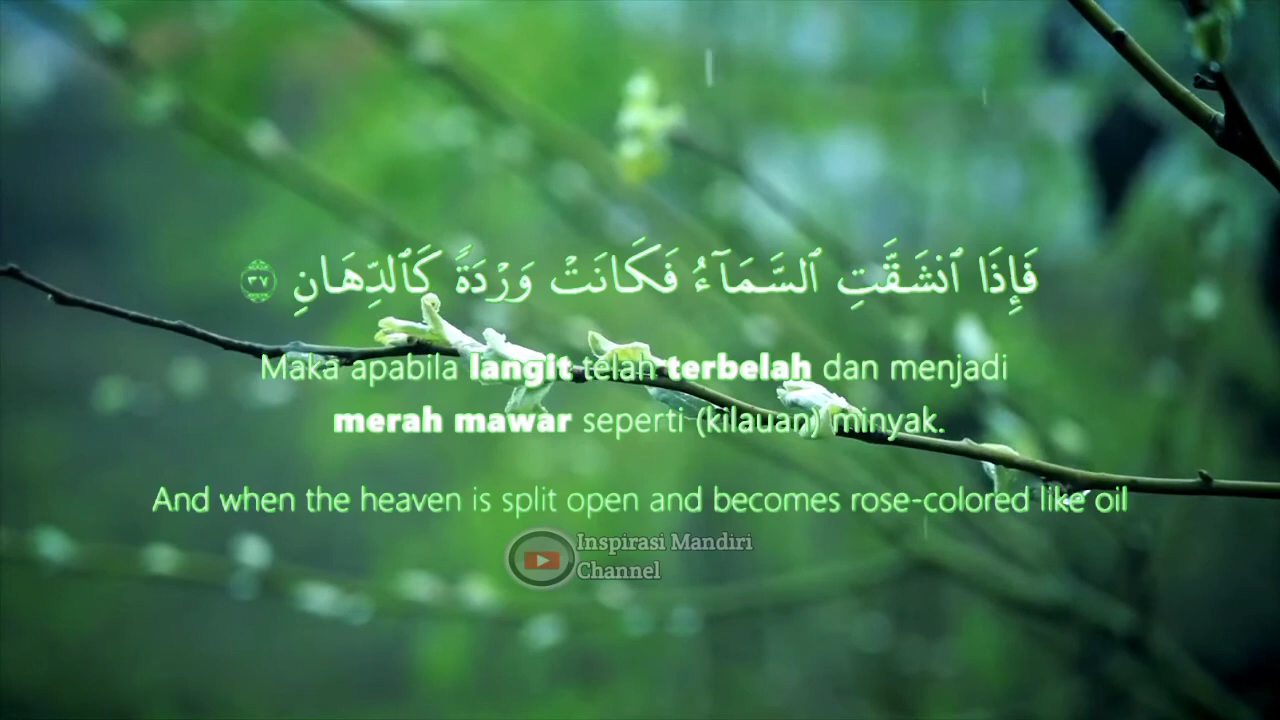 فَإِذَا ٱنشَقَّتِ ٱلسَّمَآءُ فَكَانَتْ وَرْدَةً كَٱلدِّهَانِ ٣٧
Maka apabila langit telah terbelah dan menjadi
merah mawar seperti (kilauan) minyak.
And when the heaven is split open and becomes rose-colored like oil
Inspirasi Mandiri
Channel